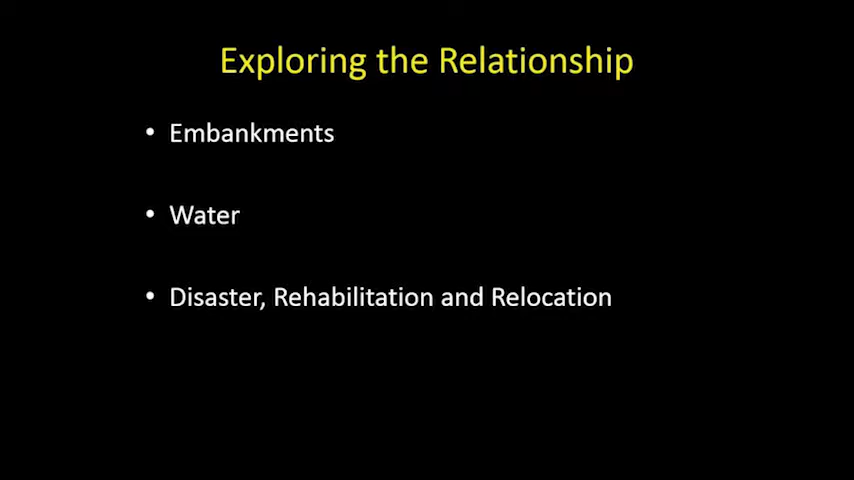 Exploring the Relationship
• Embankments
• Water
• Disaster, Rehabilitation and Relocation